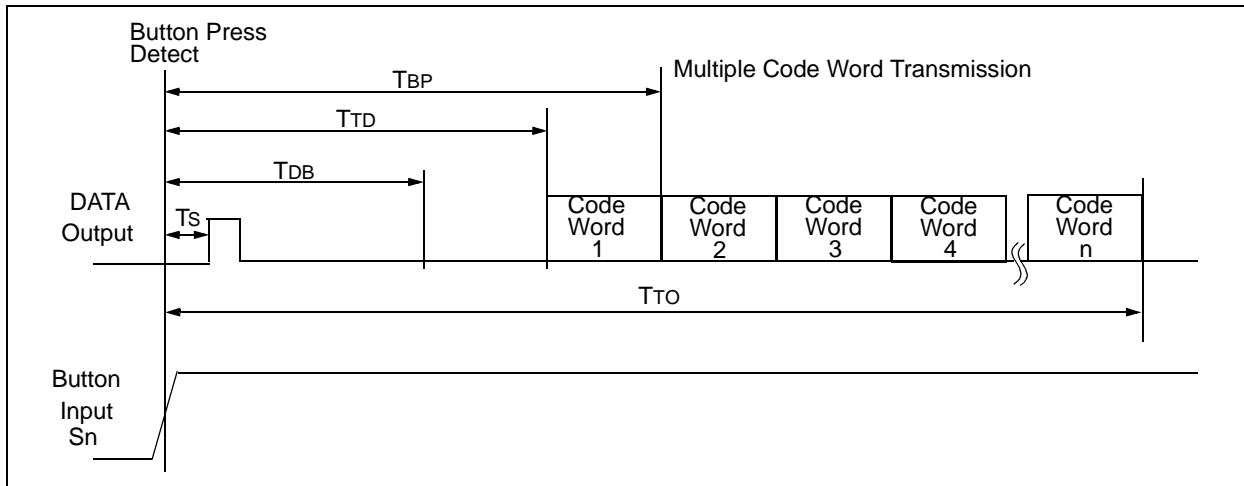 Button Press
Detect
Multiple Code Word Transmission
TBP
TTD
TDB
DATA
Output
TS
Code
Word
1
Code
Word
2
Code
Word
3
Code
Word
4
Code
Word
n
TTO
Button
Input
Sn